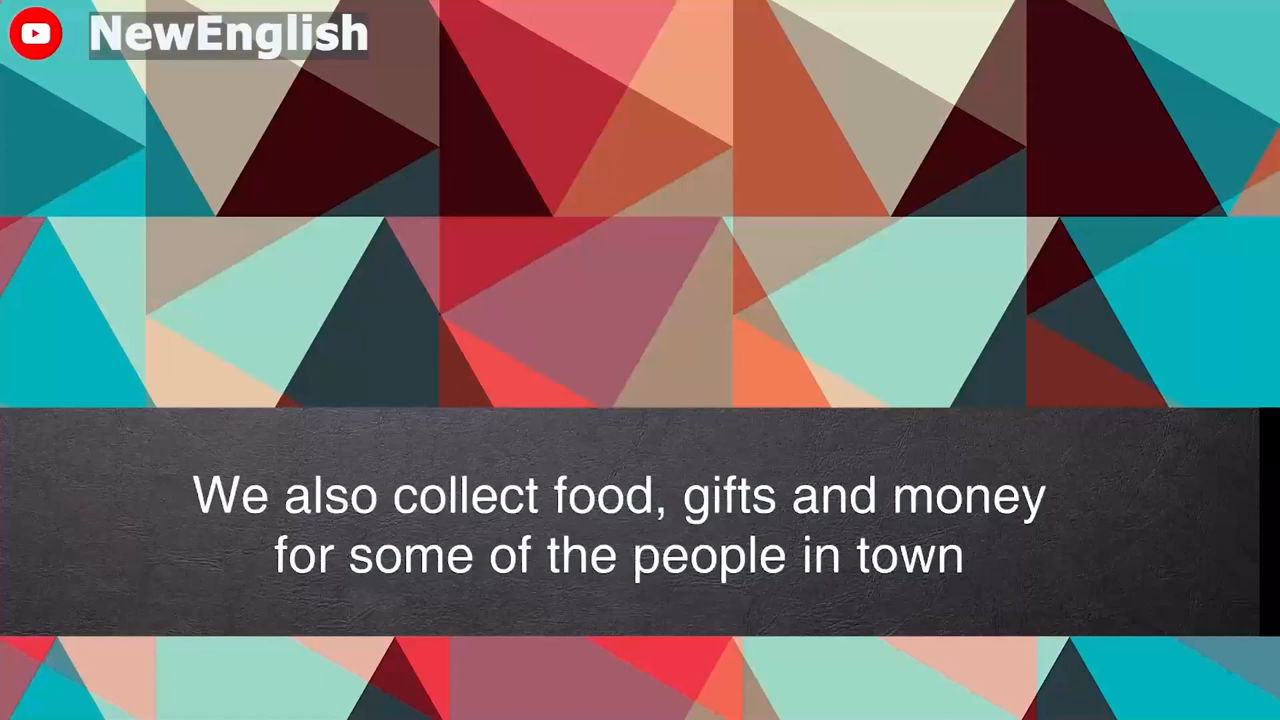 NewEnglish
We also collect food, gifts and money
for some of the people in town